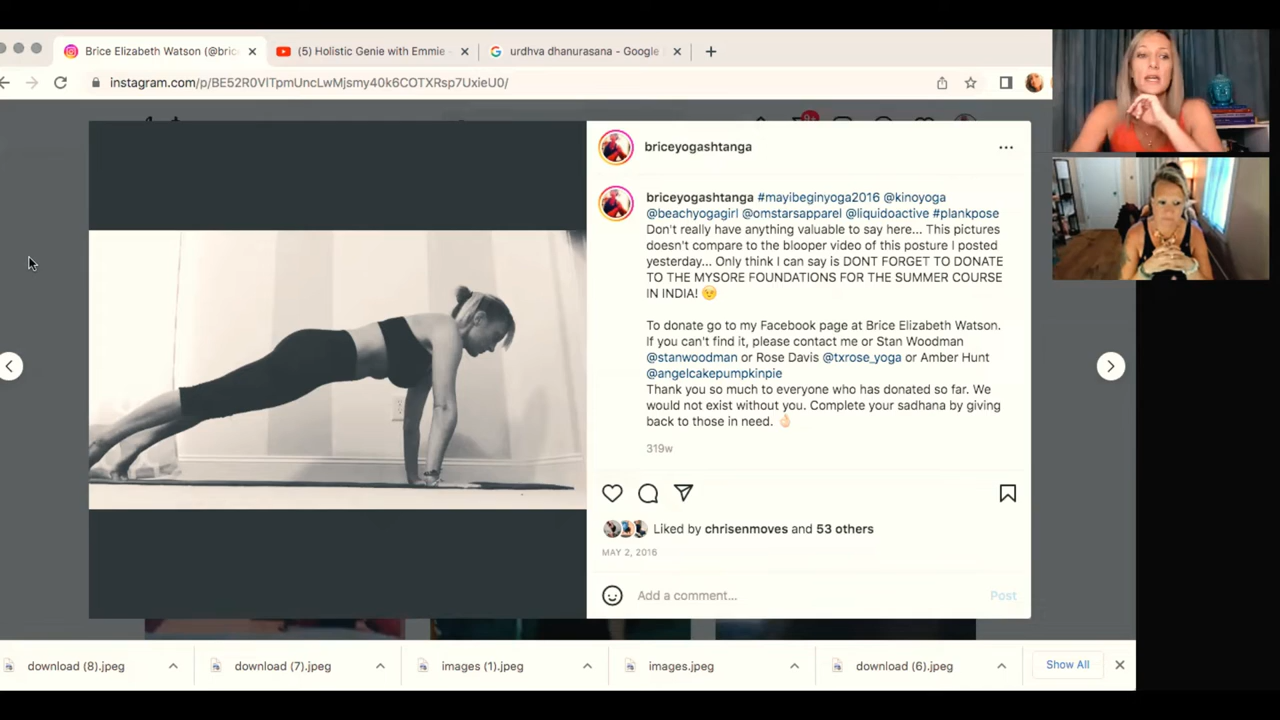 Brice Elizabeth Watson (@bric
(5) Holistic Genie with Emmie -
urdhva dhanurasana - Google
instagram.com/p/BE52R0VITpmUncLwMjsmy40k6COTXRsp7UxieU0/
briceyogashtanga
briceyogashtanga #mayibeginyoga2016 @kinoyoga
@beachyogagirl @omstarsapparel @liquidoactive #plankpose
Don't really have anything valuable to say here... This pictures
doesn't compare to the blooper video of this posture I posted
yesterday... Only think I can say is DONT FORGET TO DONATE
TO THE MYSORE FOUNDATIONS FOR THE SUMMER COURSE
IN INDIA! 😉
To donate go to my Facebook page at Brice Elizabeth Watson.
If you can't find it, please contact me or Stan Woodman
@stanwoodman or Rose Davis @txrose_yoga or Amber Hunt
@angelcakepumpkinpie
Thank you so much to everyone who has donated so far. We
would not exist without you. Complete your sadhana by giving
back to those in need. 👌🏻
319w
Liked by chrisenmoves and 53 others
MAY 2, 2016
Add a comment...
Post
download (8).jpeg
download (7).jpeg
images (1).jpeg
images.jpeg
download (6).jpeg
Show All